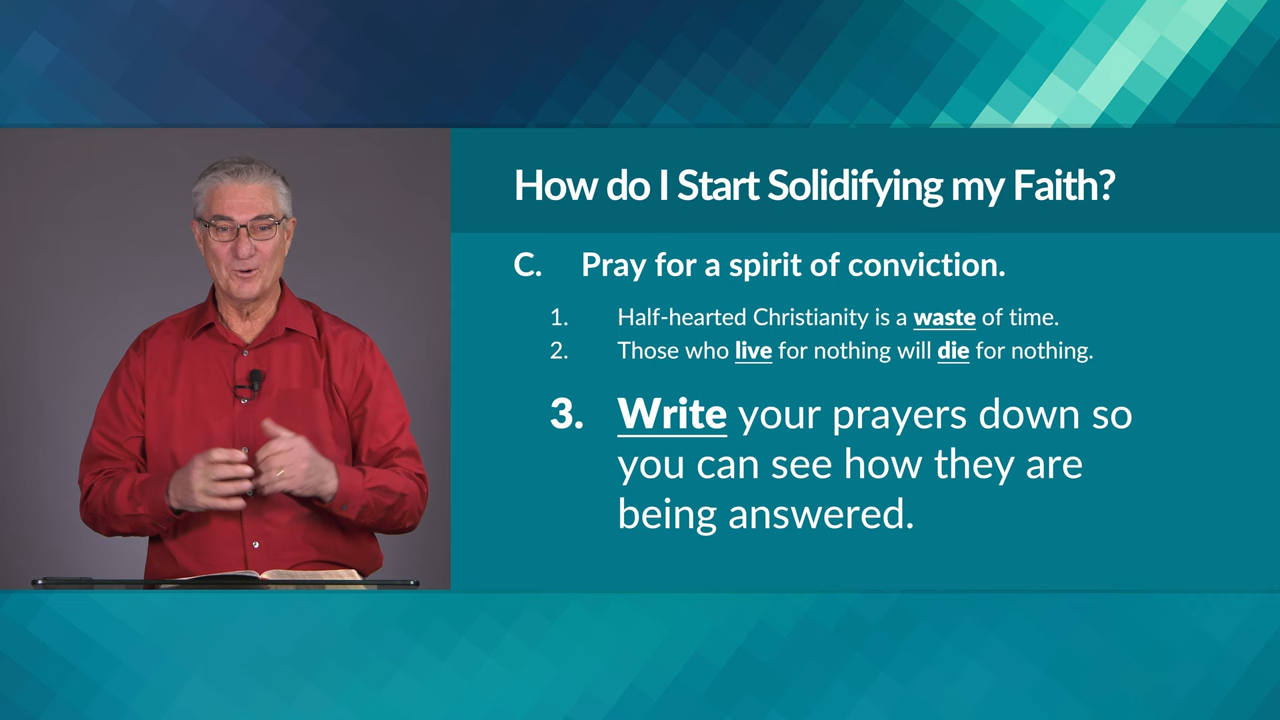 How do I Start Solidifying my Faith?
C. Pray for a spirit of conviction.
1. Half-hearted Christianity is a waste of time.
2. Those who live for nothing will die for nothing.
3. Write your prayers down so
you can see how they are
being answered.